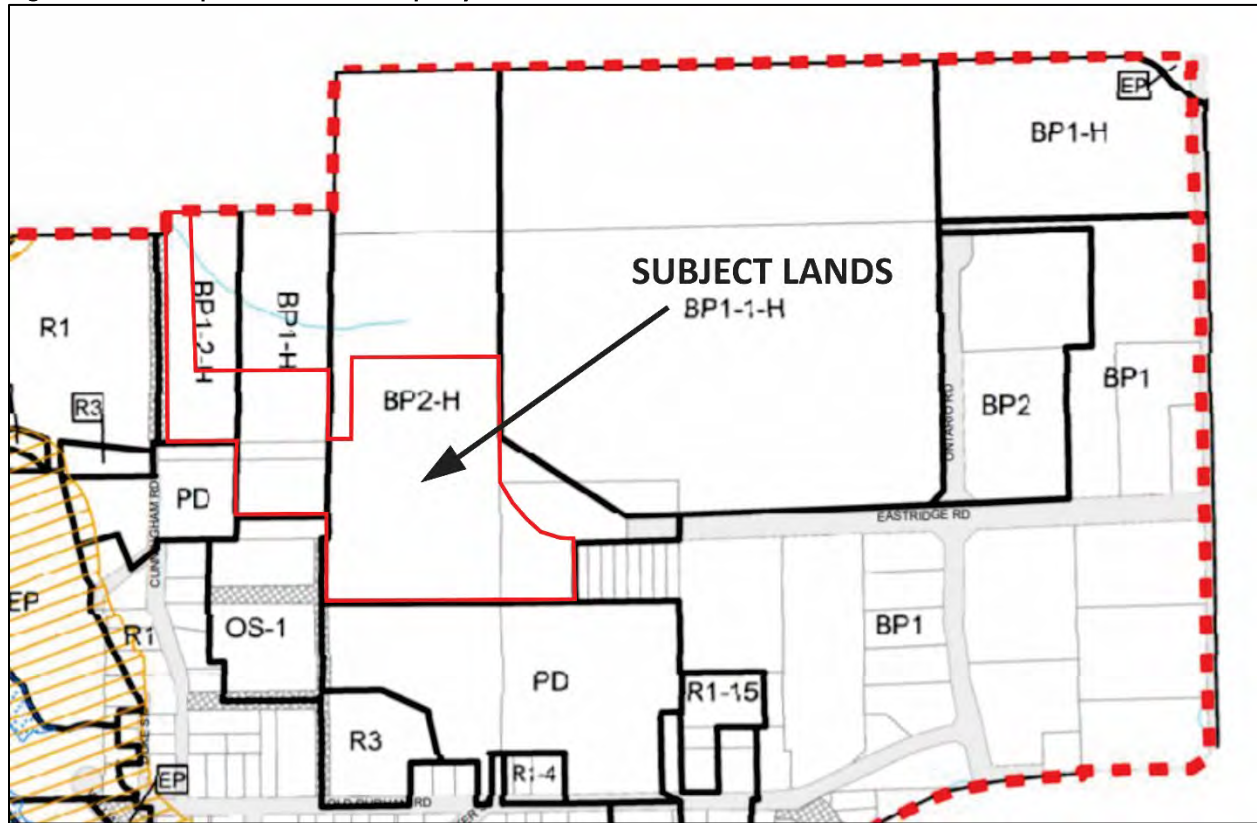 EP
BP1-H
SUBJECT LANDS
BP1-1-H
BP1-2-H
BP1-H
R1
R3
BP2-H
BP2
BP1
ONTARIO RD
PD
EASTRIDGE RD
CUNNINGHAM RD
EP
R1
OS-1
BP1
PD
R1-15
R3
R1-4
EP
OLD DURHAM RD